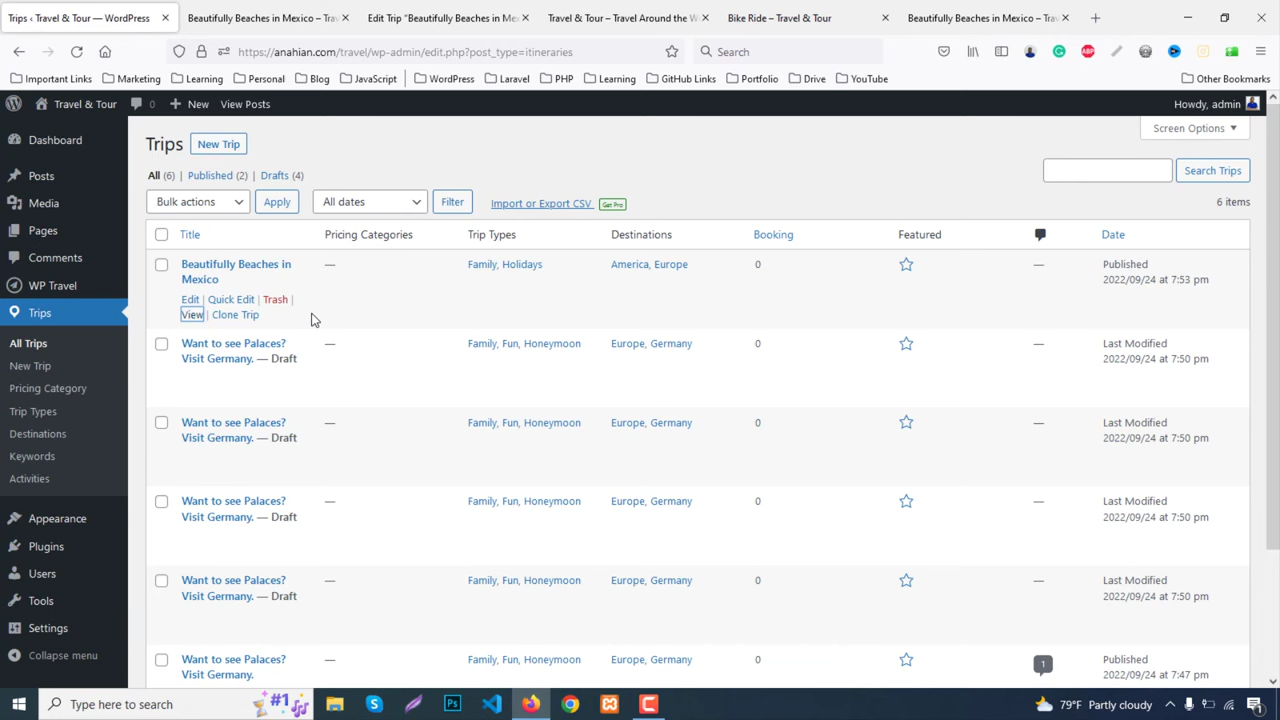 Trips ‹ Travel & Tour — WordPress
Beautifully Beaches in Mexico – Trav
Edit Trip "Beautifully Beaches in Me
Travel & Tour – Travel Around the W
Bike Ride – Travel & Tour
Beautifully Beaches in Mexico – Trav
https://anahian.com/travel/wp-admin/edit.php?post_type=itineraries
Search
Important Links
Marketing
Learning
Personal
Blog
JavaScript
WordPress
Laravel
PHP
Learning
GitHub Links
Portfolio
Drive
YouTube
Other Bookmarks
Travel & Tour
0
New
View Posts
Howdy, admin
Dashboard
Posts
Media
Pages
Comments
WP Travel
Trips
All Trips
New Trip
Pricing Category
Trip Types
Destinations
Keywords
Activities
Appearance
Plugins
Users
Tools
Settings
Collapse menu
Trips
New Trip
Screen Options
All (6) | Published (2) | Drafts (4)
Search Trips
Bulk actions
Apply
All dates
Filter
Import or Export CSV
Get Pro
6 items
Title
Pricing Categories
Trip Types
Destinations
Booking
Featured
Date
Beautifully Beaches in
Mexico
Edit | Quick Edit | Trash |
View | Clone Trip
—
Family, Holidays
America, Europe
0
—
Published
2022/09/24 at 7:53 pm
Want to see Palaces?
Visit Germany. — Draft
—
Family, Fun, Honeymoon
Europe, Germany
0
—
Last Modified
2022/09/24 at 7:50 pm
Want to see Palaces?
Visit Germany. — Draft
—
Family, Fun, Honeymoon
Europe, Germany
0
—
Last Modified
2022/09/24 at 7:50 pm
Want to see Palaces?
Visit Germany. — Draft
—
Family, Fun, Honeymoon
Europe, Germany
0
—
Last Modified
2022/09/24 at 7:50 pm
Want to see Palaces?
Visit Germany. — Draft
—
Family, Fun, Honeymoon
Europe, Germany
0
—
Last Modified
2022/09/24 at 7:50 pm
Want to see Palaces?
Visit Germany.
—
Family, Fun, Honeymoon
Europe, Germany
0
1
Published
2022/09/24 at 7:47 pm
Type here to search
#1
Ps
79°F Partly cloudy